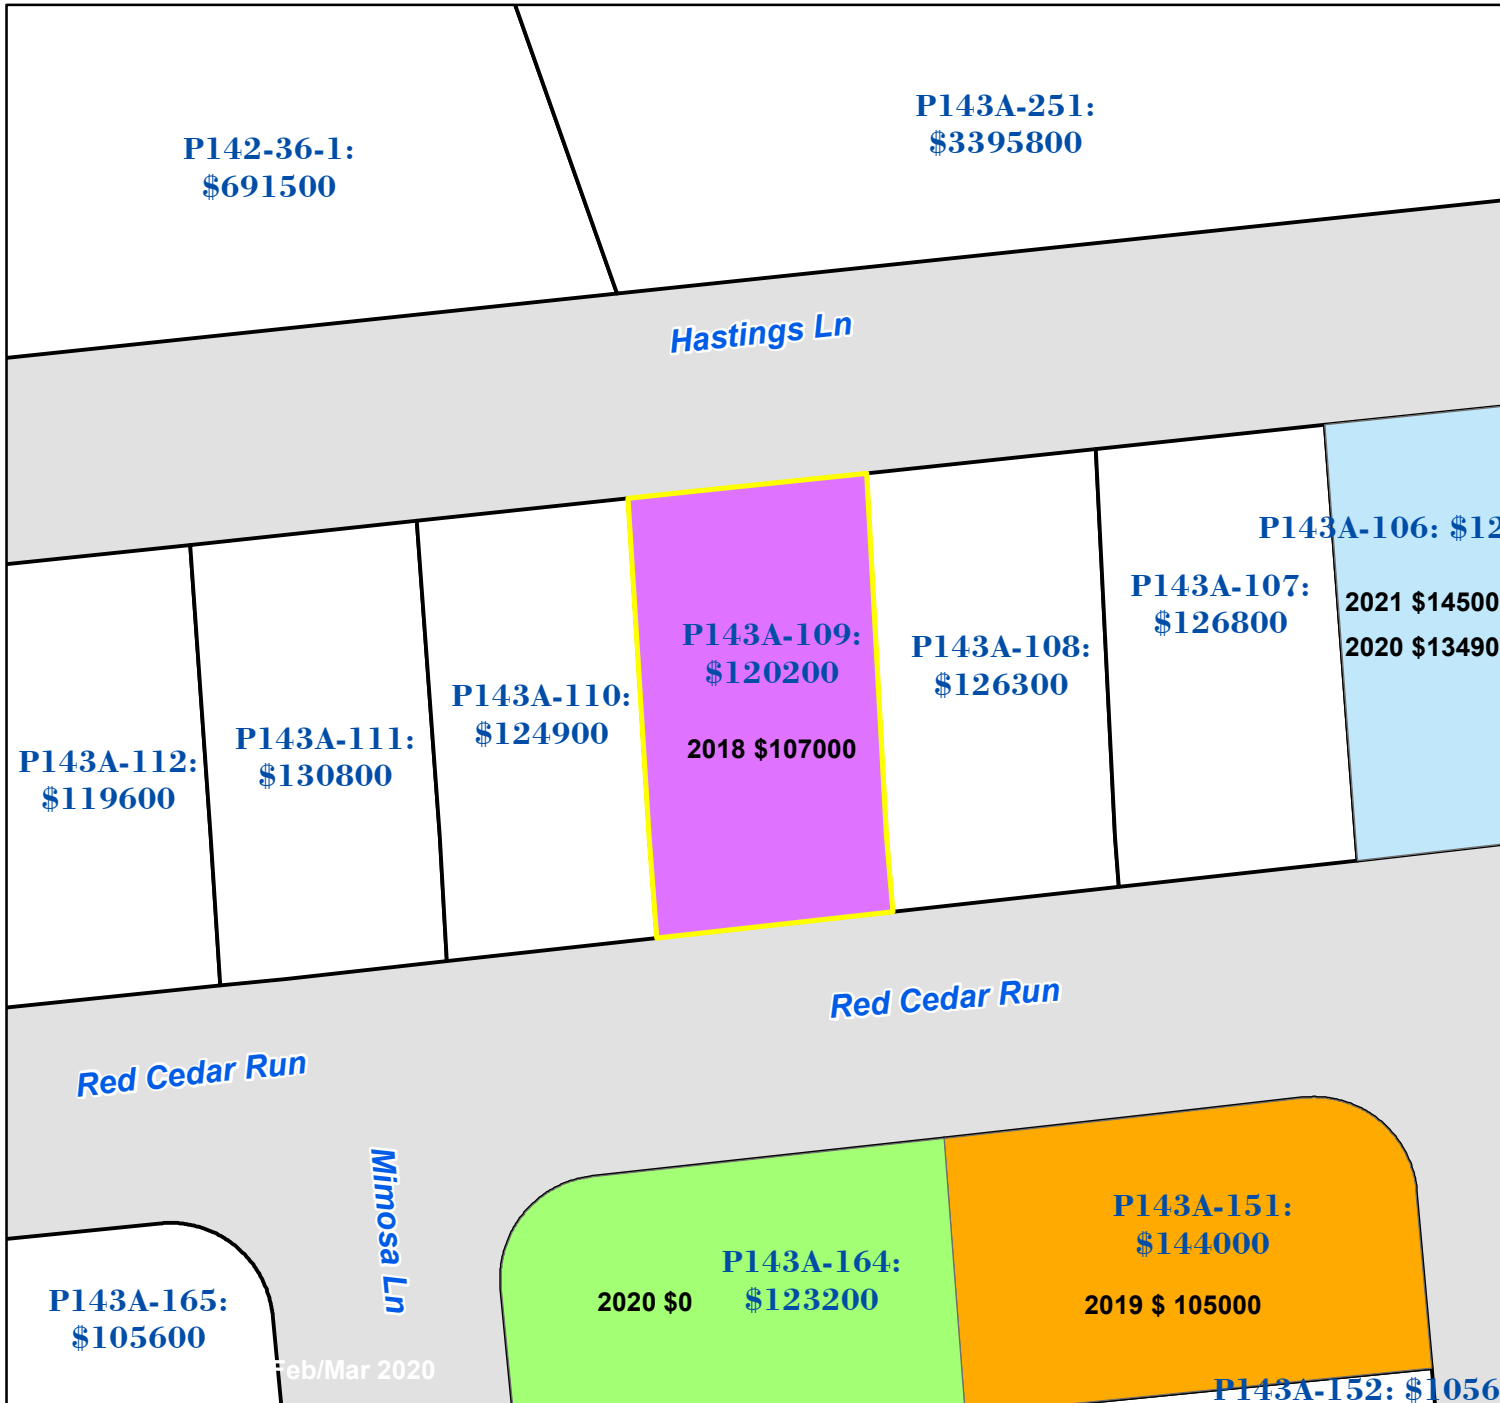 P143A-251:
$3395800
P142-36-1:
$691500
Hastings Ln
P143A-106: $12
2021 $14500
2020 $13490
P143A-107:
$126800
P143A-108:
$126300
P143A-109:
$120200
2018 $107000
P143A-110:
$124900
P143A-111:
$130800
P143A-112:
$119600
Red Cedar Run
Red Cedar Run
Mimosa Ln
P143A-151:
$144000
2019 $ 105000
P143A-164:
$123200
2020 $0
P143A-165:
$105600
Feb/Mar 2020
P143A-152: $1056